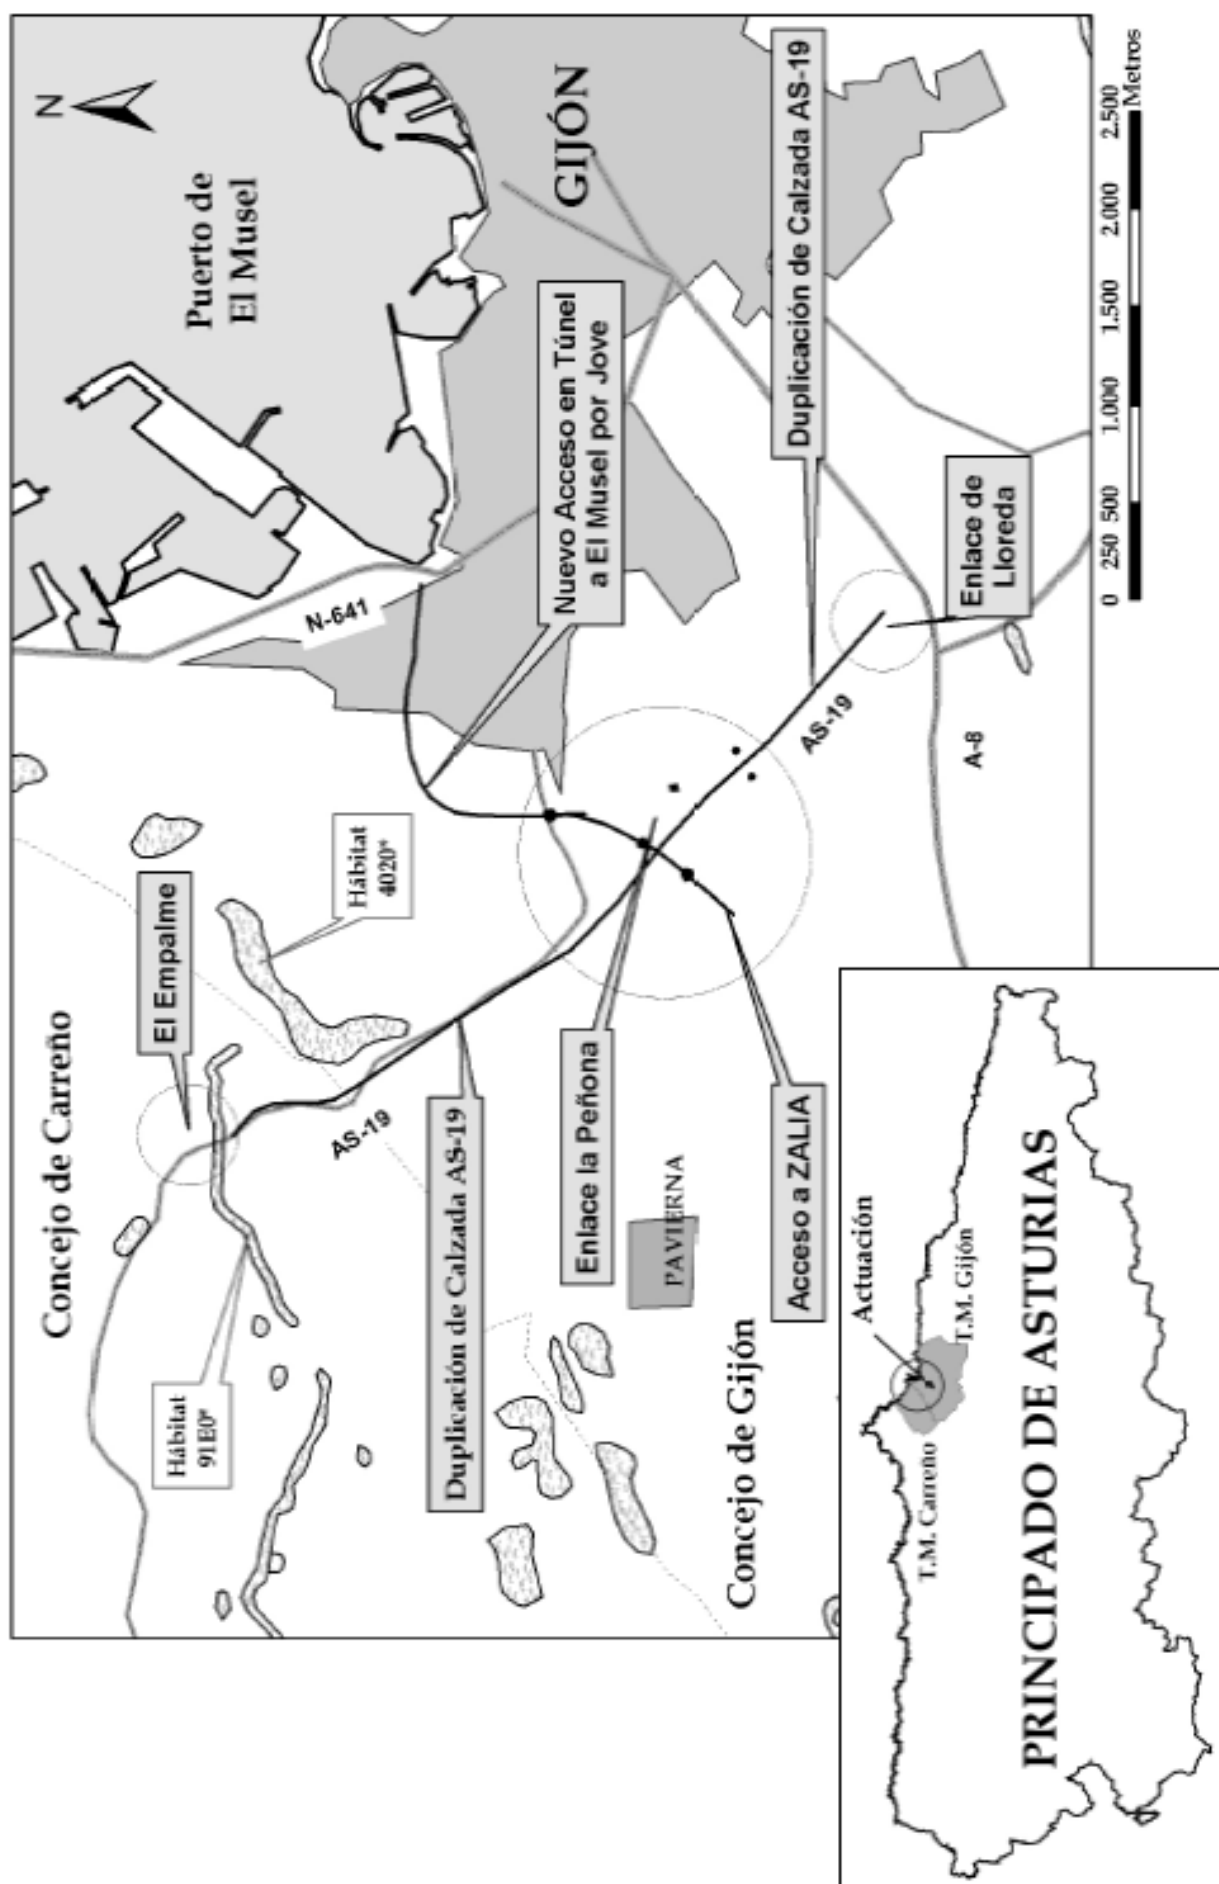 Concejo de Carreño
El Empalme
Hábitat
91E0*
Hábitat
4020*
N-641
Puerto de
El Musel
N
AS-19
Duplicación de Calzada AS-19
Nuevo Acceso en Túnel
a El Musel por Jove
GIJÓN
Enlace la Peñona
PAVIERNA
Concejo de Gijón
Acceso a ZALIA
AS-19
Duplicación de Calzada AS-19
A-8
Enlace de
Lloreda
0 250 500 1.000 1.500 2.000 2.500
Metros
Actuación
T.M. Carreño
T.M. Gijón
PRINCIPADO DE ASTURIAS